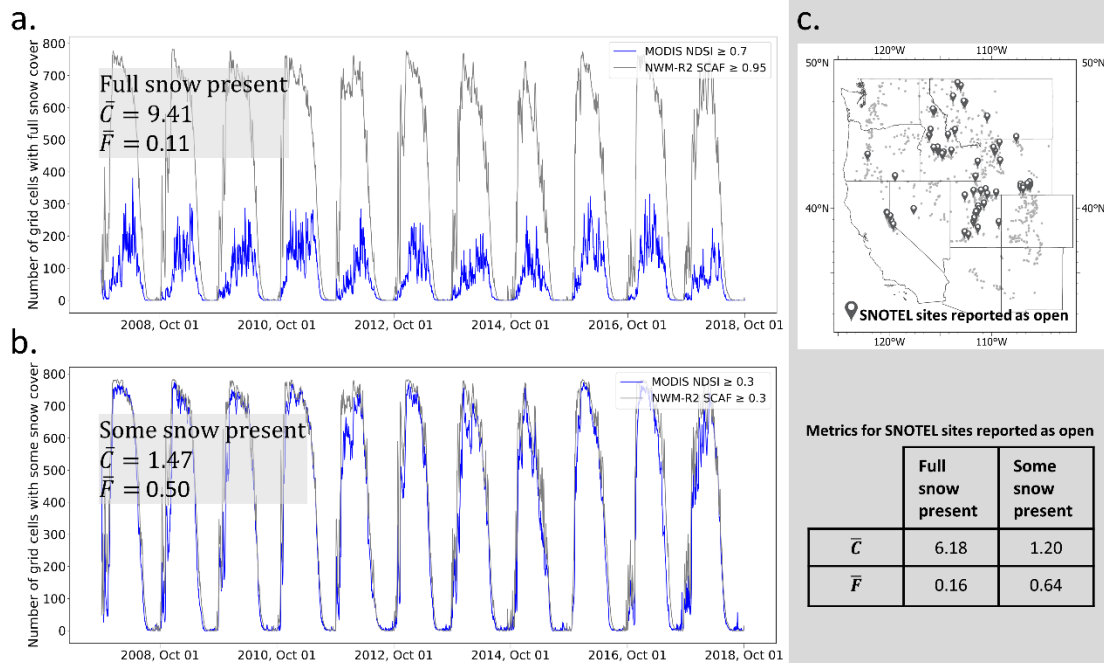 a.
Number of grid cells with full snow cover
800
700
600
500
400
300
200
100
0
MODIS NDSI ≥ 0.7
NWM-R2 SCAF ≥ 0.95
Full snow present
C̄ = 9.41
F̄ = 0.11
2008, Oct 01
2010, Oct 01
2012, Oct 01
2014, Oct 01
2016, Oct 01
2018, Oct 01
b.
Number of grid cells with some snow cover
800
700
600
500
400
300
200
100
0
MODIS NDSI ≥ 0.3
NWM-R2 SCAF ≥ 0.3
Some snow present
C̄ = 1.47
F̄ = 0.50
2008, Oct 01
2010, Oct 01
2012, Oct 01
2014, Oct 01
2016, Oct 01
2018, Oct 01
c.
120°W 110°W
50°N 50°N
40°N 40°N
SNOTEL sites reported as open
120°W 110°W
Metrics for SNOTEL sites reported as open
Full snow present
Some snow present
C̄ 6.18 1.20
F̄ 0.16 0.64